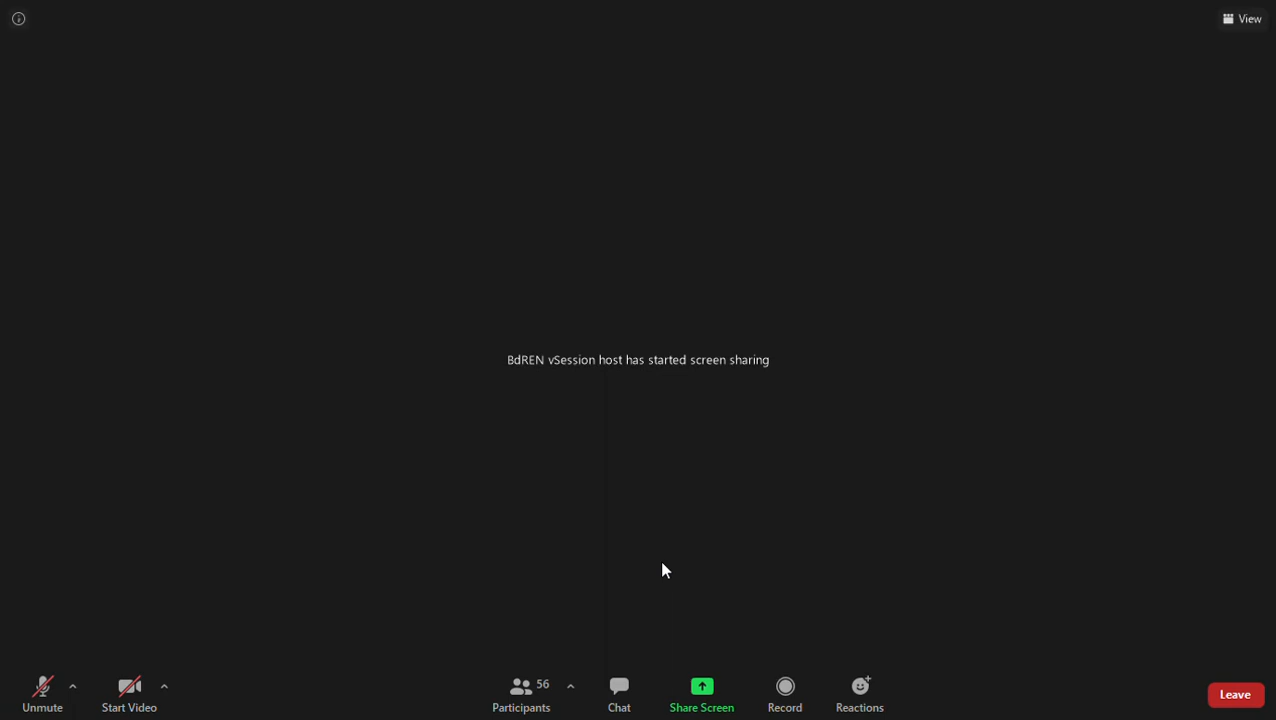 View
BdREN vSession host has started screen sharing
56
Unmute
Start Video
Participants
Chat
Share Screen
Record
Reactions
Leave